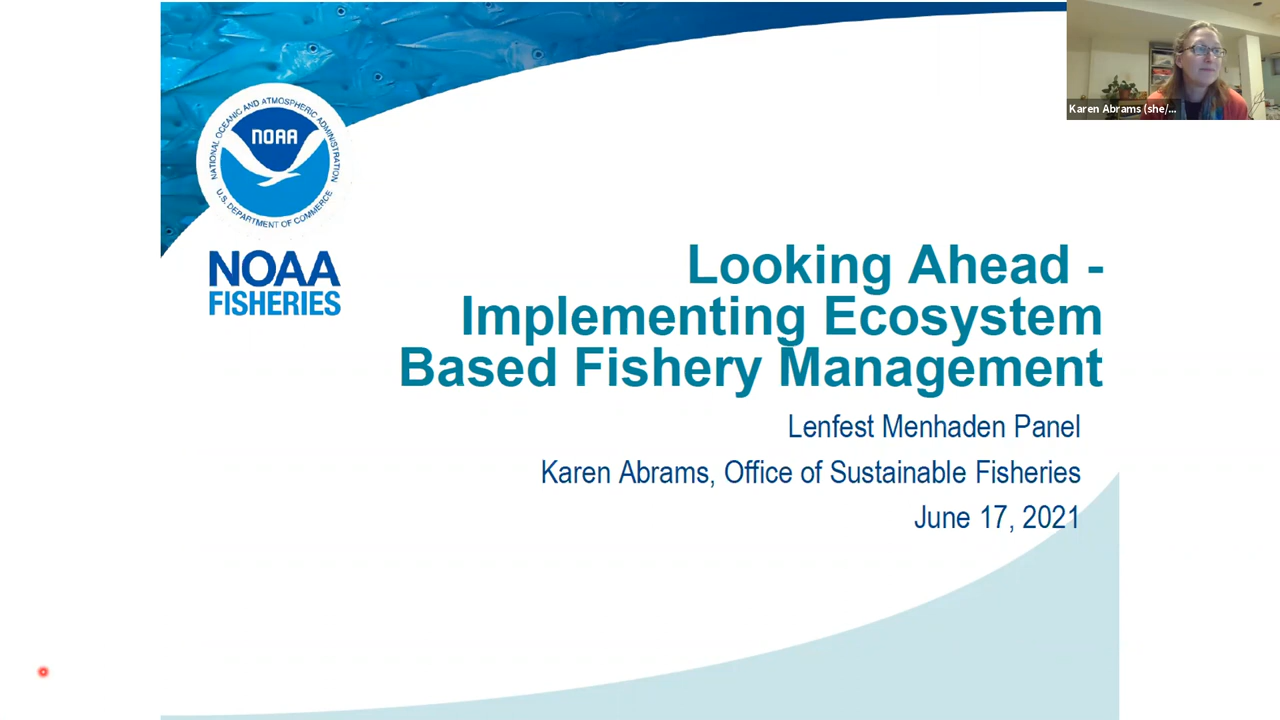 Karen Abrams (she/...
NATIONAL OCEANIC AND ATMOSPHERIC ADMINISTRATION
NOAA
U.S. DEPARTMENT OF COMMERCE
NOAA
FISHERIES
Looking Ahead -
Implementing Ecosystem
Based Fishery Management
Lenfest Menhaden Panel
Karen Abrams, Office of Sustainable Fisheries
June 17, 2021